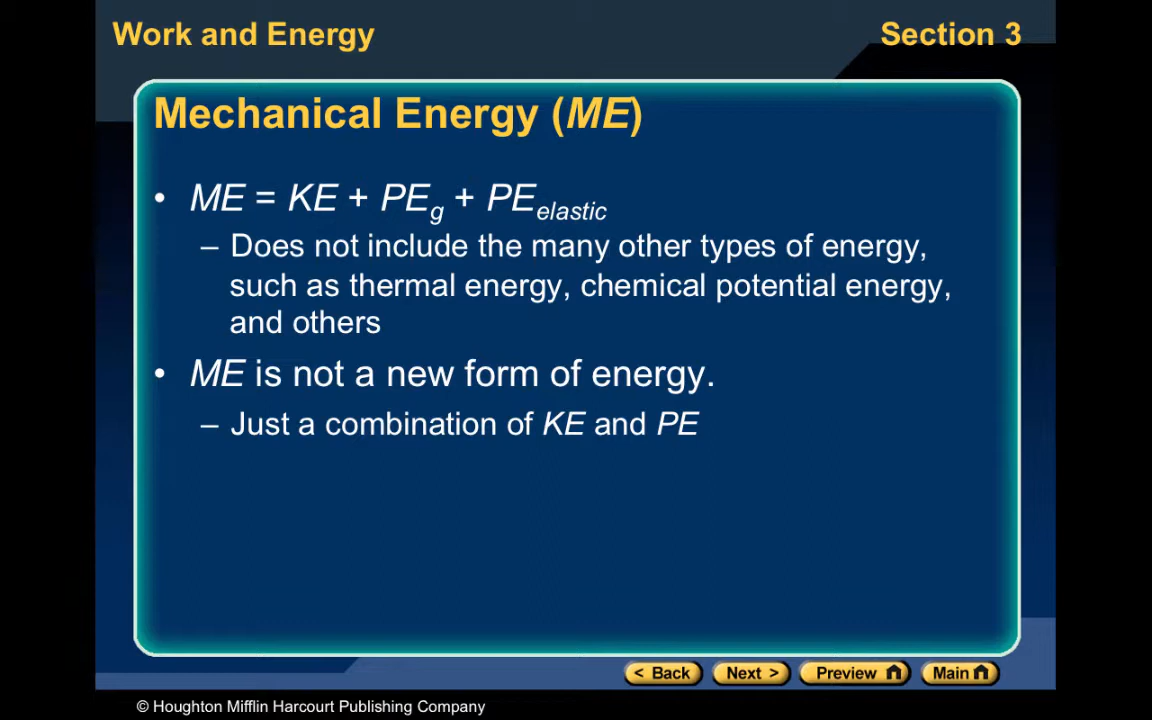 Work and Energy
Section 3
Mechanical Energy (ME)
• ME = KE + PEg + PEelastic
– Does not include the many other types of energy,
such as thermal energy, chemical potential energy,
and others
• ME is not a new form of energy.
– Just a combination of KE and PE
< Back
Next >
Preview
Main
© Houghton Mifflin Harcourt Publishing Company